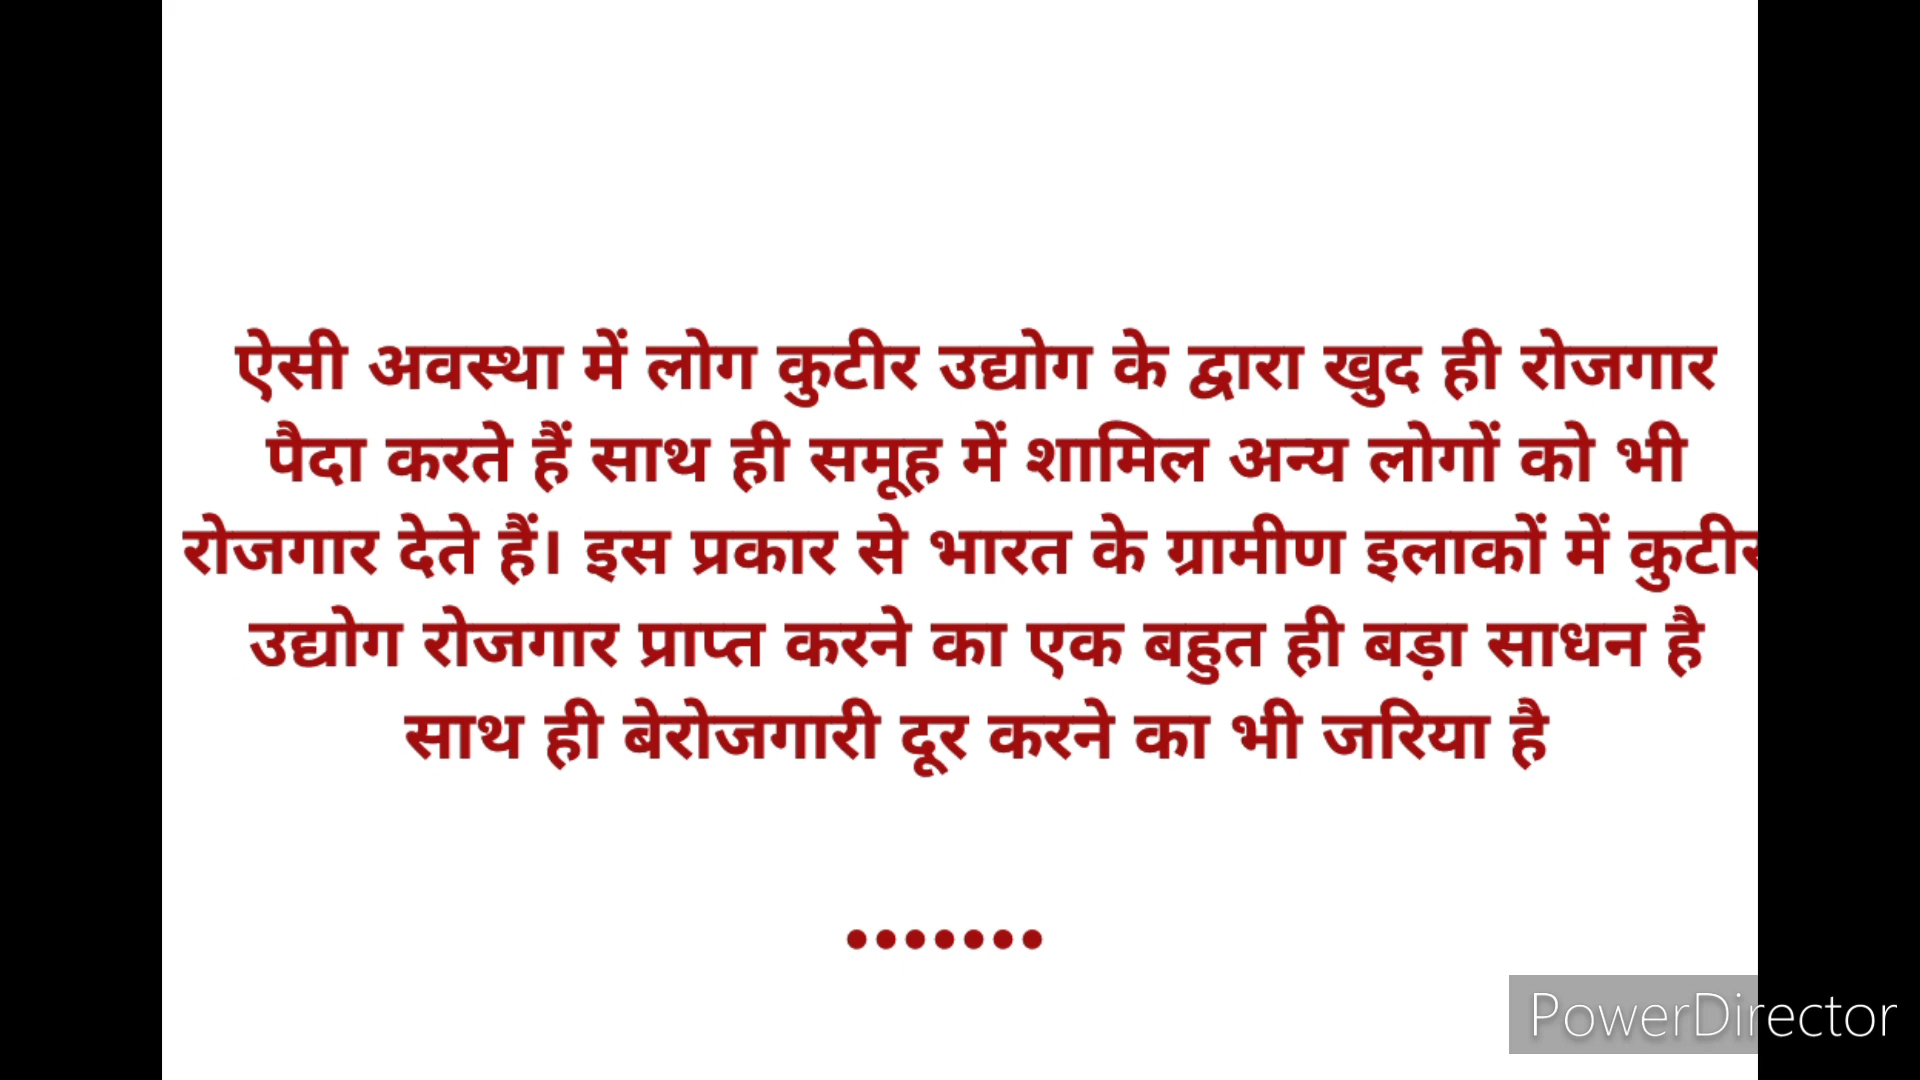 ऐसी अवस्था में लोग कुटीर उद्योग के द्वारा खुद ही रोजगार
पैदा करते हैं साथ ही समूह में शामिल अन्य लोगों को भी
रोजगार देते हैं। इस प्रकार से भारत के ग्रामीण इलाकों में कुटीर
उद्योग रोजगार प्राप्त करने का एक बहुत ही बड़ा साधन है
साथ ही बेरोजगारी दूर करने का भी जरिया है
•••••••
PowerDirector